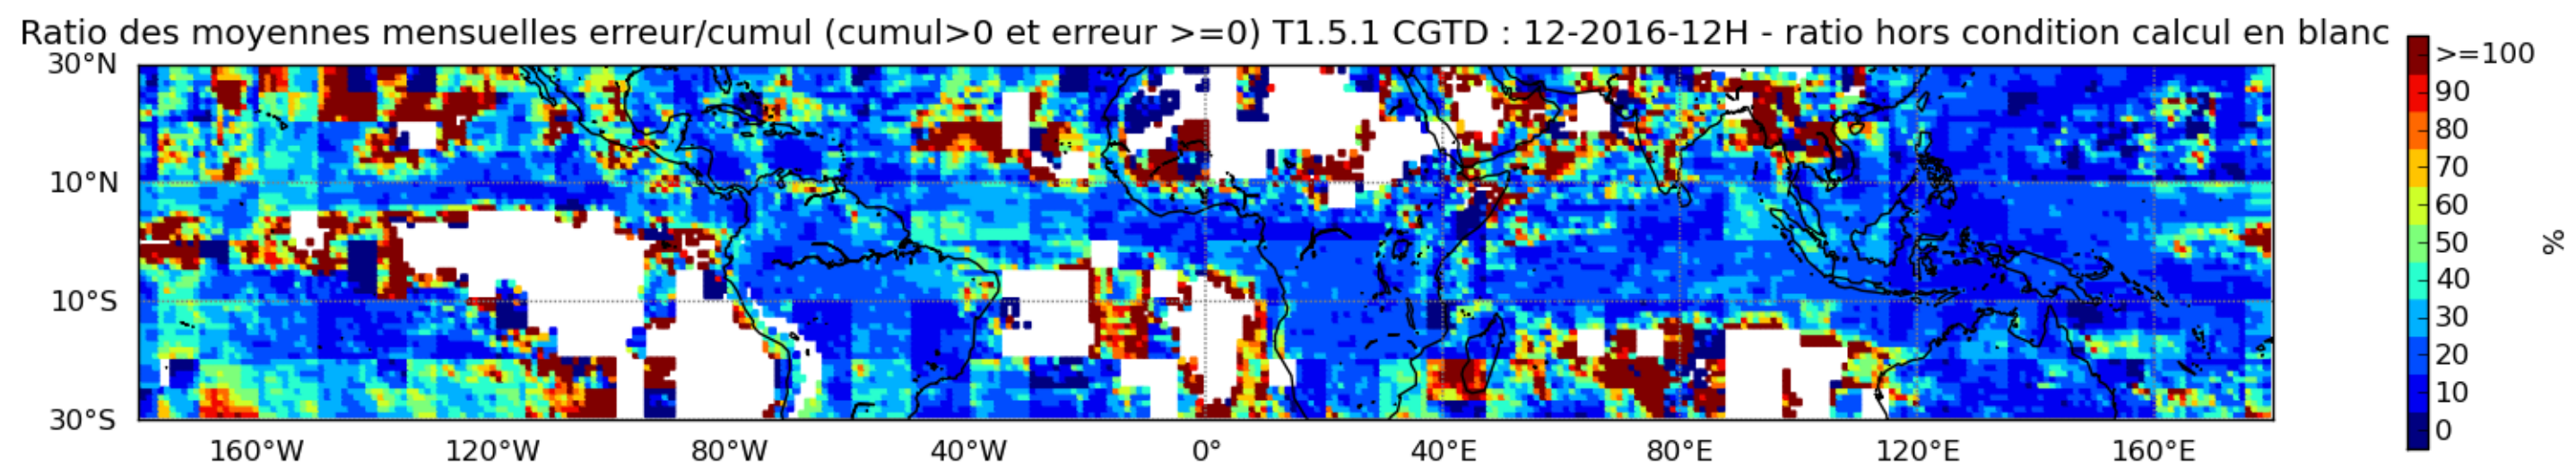 Ratio des moyennes mensuelles erreur/cumul (cumul>0 et erreur >=0) T1.5.1 CGTD : 12-2016-12H - ratio hors condition calcul en blanc
30°N
10°N
10°S
30°S
160°W 120°W 80°W 40°W 0° 40°E 80°E 120°E 160°E
>=100
90
80
70
60
50
40
30
20
10
0
%